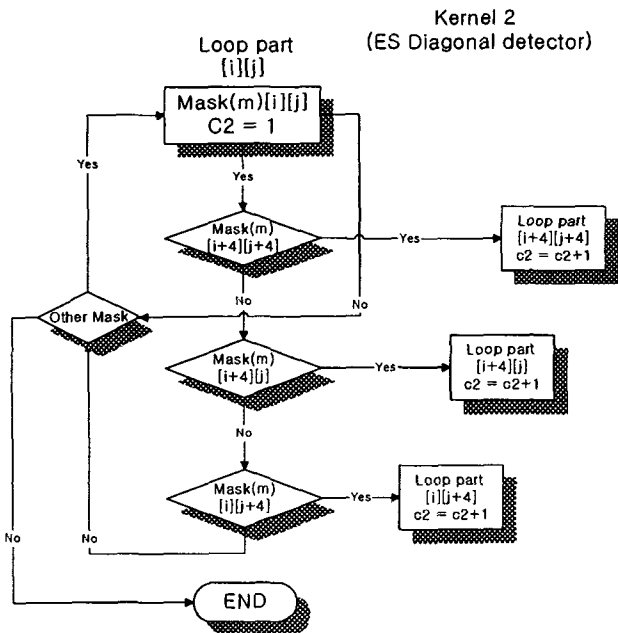 Kernel 2
(ES Diagonal detector)
Loop part
[i][j]
Mask(m)[i][j]
C2 = 1
Yes
Yes
Mask(m)
[i+4][j+4]
Yes
Loop part
[i+4][j+4]
c2 = c2+1
No
No
Other Mask
Mask(m)
[i+4][j]
Yes
Loop part
[i+4][j]
c2 = c2+1
No
Mask(m)
[i][j+4]
Yes
Loop part
[i][j+4]
c2 = c2+1
No
No
END